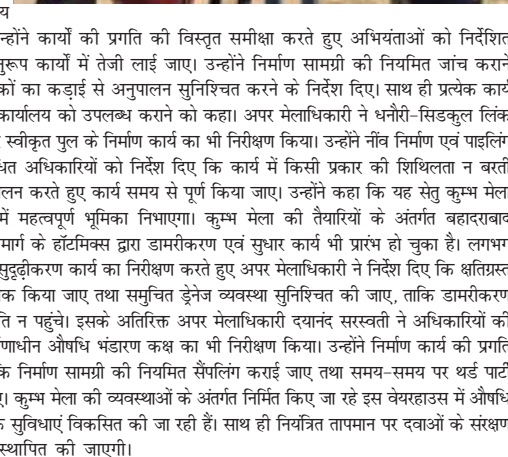 य
न्होंने कार्यों की प्रगति की विस्तृत समीक्षा करते हुए अभियंताओं को निर्देशित
नुरूप कार्यों में तेजी लाई जाए। उन्होंने निर्माण सामग्री की नियमित जांच कराने
कों का कड़ाई से अनुपालन सुनिश्चित करने के निर्देश दिए। साथ ही प्रत्येक कार्य
कार्यालय को उपलब्ध कराने को कहा। अपर मेलाधिकारी ने धनौरी-सिडकुल लिंक
स्वीकृत पुल के निर्माण कार्य का भी निरीक्षण किया। उन्होंने नींव निर्माण एवं पाइलिंग
धित अधिकारियों को निर्देश दिए कि कार्य में किसी प्रकार की शिथिलता न बरती
लन करते हुए कार्य समय से पूर्ण किया जाए। उन्होंने कहा कि यह सेतु कुम्भ मेला
में महत्वपूर्ण भूमिका निभाएगा। कुम्भ मेला की तैयारियों के अंतर्गत बहादराबाद
मार्ग के हॉटमिक्स द्वारा डामरीकरण एवं सुधार कार्य भी प्रारंभ हो चुका है। लगभग
सुदृढ़ीकरण कार्य का निरीक्षण करते हुए अपर मेलाधिकारी ने निर्देश दिए कि क्षतिग्रस्त
क किया जाए तथा समुचित ड्रेनेज व्यवस्था सुनिश्चित की जाए, ताकि डामरीकरण
ति न पहुंचे। इसके अतिरिक्त अपर मेलाधिकारी दयानंद सरस्वती ने अधिकारियों की
णाधीन औषधि भंडारण कक्ष का भी निरीक्षण किया। उन्होंने निर्माण कार्य की प्रगति
कि निर्माण सामग्री की नियमित सैंपलिंग कराई जाए तथा समय-समय पर थर्ड पार्टी
ए। कुम्भ मेला की व्यवस्थाओं के अंतर्गत निर्मित किए जा रहे इस वेयरहाउस में औषधि
क सुविधाएं विकसित की जा रही हैं। साथ ही नियंत्रित तापमान पर दवाओं के संरक्षण
स्थापित की जाएगी।